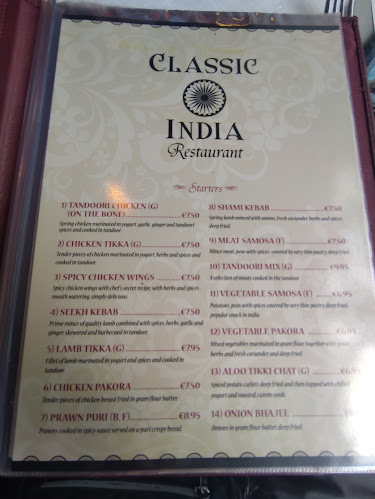 CLASSIC
INDIA
Restaurant
Starters
1) TANDOORI CHICKEN (G)
(ON THE BONE) €7.50
Spring chicken marinated in yogurt, garlic, ginger and tandoori
spices and cooked in tandoor
2) CHICKEN TIKKA (G) €7.50
Tender pieces of chicken marinated in yogurt, herbs and spices and
cooked in tandoor
3) SPICY CHICKEN WINGS €7.50
Spicy chicken wings with chef's secret recipe with herbs and spices
mouth watering, simply delicious
4) SEEKH KEBAB €7.50
Prime mince of quality lamb combined with spices, herbs, garlic and
ginger skewered and barbecued in tandoor.
5) LAMB TIKKA (G) €7.95
Fillet of lamb marinated in yogurt and spices and cooked in
tandoor
6) CHICKEN PAKORA €7.50
Tender pieces of chicken breast fried in gram flour batter.
7) PRAWN PURI (B, F) €8.95
Prawns cooked in spicy sauce served on a puri crispy bread.
8) SHAMI KEBAB €7.50
Spring lamb minced with onions, fresh coriander, herbs and spices
deep fried
9) MEAT SAMOSA (F) €7.50
Mince meat, peas with spices covered by very thin pastry deep fried.
10) TANDOORI MIX (G) €9.95
A selection of meats cooked in the tandoor.
11) VEGETABLE SAMOSA (F) €6.95
Potatoes, peas with spices covered by very thin pastry deep fried,
popular snack in india
12) VEGETABLE PAKORA €6.95
Mixed vegetables marinated in gram flour together with spices,
herbs and fresh coriander and deep fried.
13) ALOO TIKKI CHAT (G) €6.
Spiced potato cutlets deep fried and then topped with chilled
yogurt and roasted cumin seeds
14) ONION BHAJEE
Onions in gram flour batter deep fried.